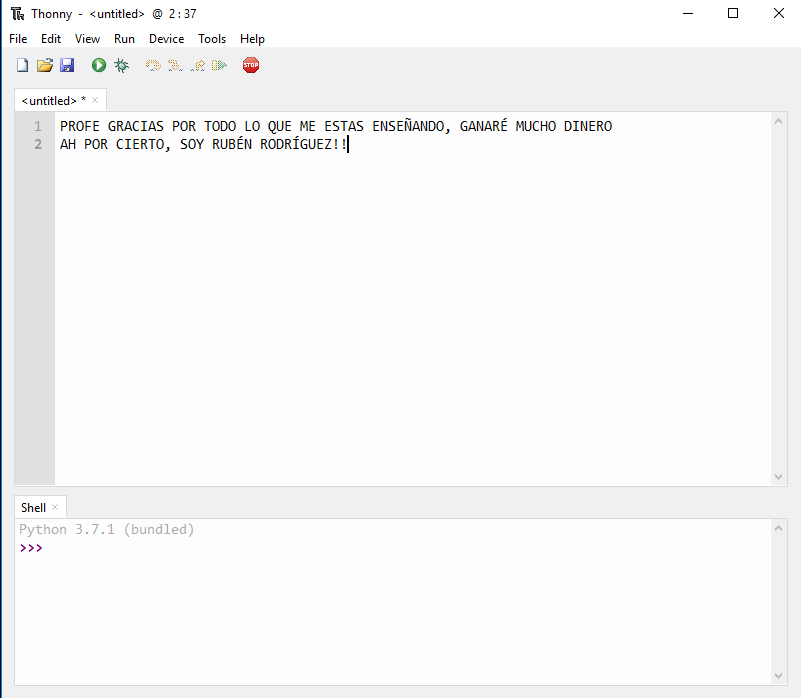 Thonny - <untitled> @ 2:37
File Edit View Run Device Tools Help
STOP
<untitled> * ×
1 PROFE GRACIAS POR TODO LO QUE ME ESTAS ENSEÑANDO, GANARÉ MUCHO DINERO
2 AH POR CIERTO, SOY RUBÉN RODRÍGUEZ!!
Shell ×
Python 3.7.1 (bundled)
>>>